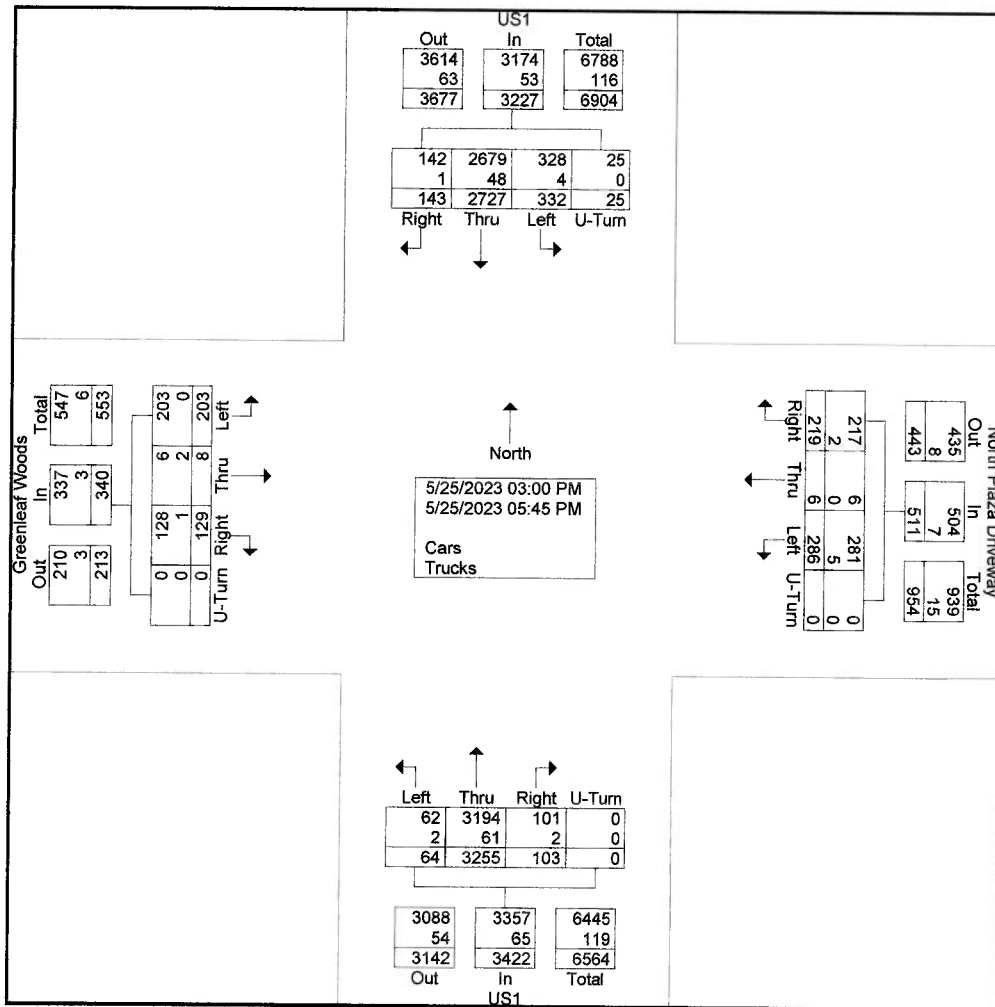 US1
Out In Total
3614 3174 6788
63 53 116
3677 3227 6904
142 2679 328 25
1 48 4 0
143 2727 332 25
Right Thru Left U-Turn
Greenleaf Woods
Out In Total
210 337 547
3 3 6
213 340 553
0 128 6 203
0 1 2 0
0 129 8 203
U-Turn Right Thru Left
North
5/25/2023 03:00 PM
5/25/2023 05:45 PM
Cars
Trucks
North Plaza Driveway
Out In Total
435 504 939
8 7 15
443 511 954
217 6 281 0
2 0 5 0
219 6 286 0
Right Thru Left U-Turn
Left Thru Right U-Turn
62 3194 101 0
2 61 2 0
64 3255 103 0
3088 3357 6445
54 65 119
3142 3422 6564
Out In Total
US1